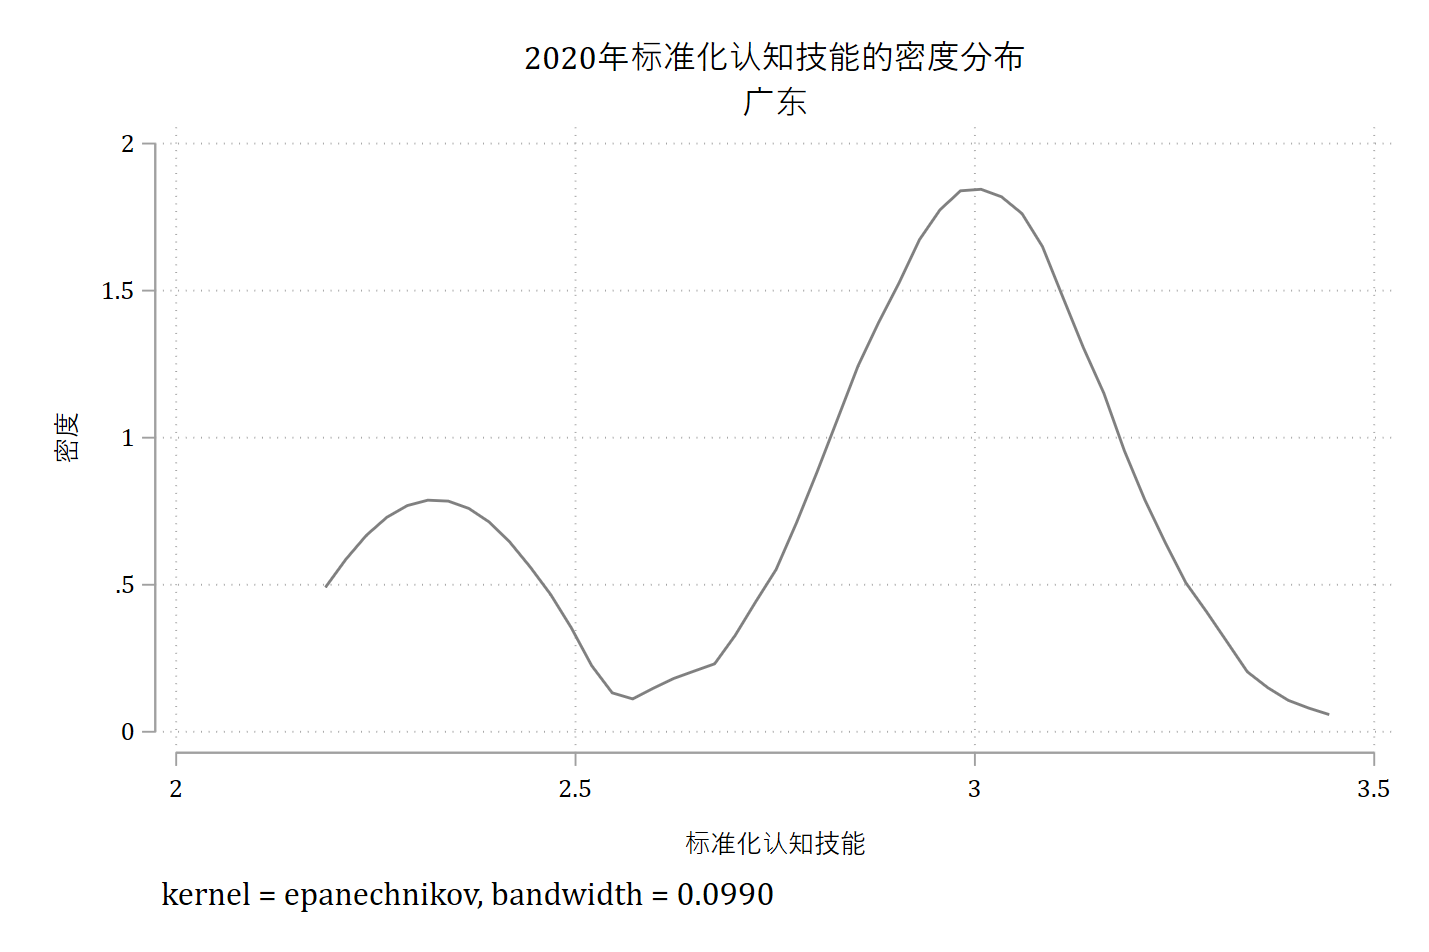 2020年标准化认知技能的密度分布
广东
2
1.5
1
.5
0
密度
2
2.5
3
3.5
标准化认知技能
kernel = epanechnikov, bandwidth = 0.0990